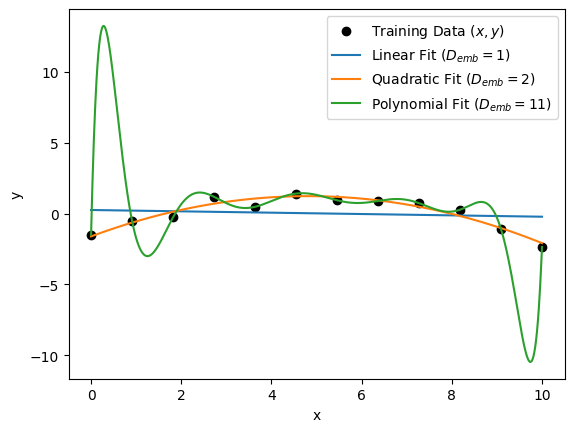 Training Data (x, y)
Linear Fit (D_emb = 1)
Quadratic Fit (D_emb = 2)
Polynomial Fit (D_emb = 11)
10
5
0
−5
−10
y
0 2 4 6 8 10
x